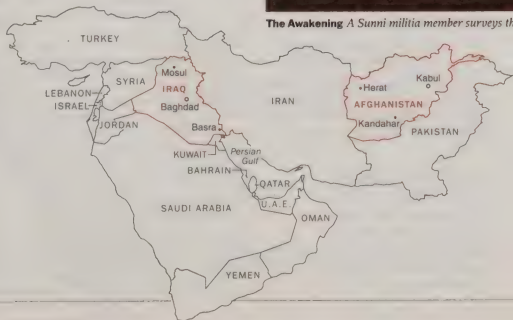 The Awakening A Sunni militia member surveys th
TURKEY
SYRIA
Mosul
IRAQ
Baghdad
LEBANON
ISRAEL
JORDAN
Basra
KUWAIT
BAHRAIN
Persian
Gulf
QATAR
U.A.E.
SAUDI ARABIA
OMAN
YEMEN
IRAN
Herat
Kabul
AFGHANISTAN
Kandahar
PAKISTAN